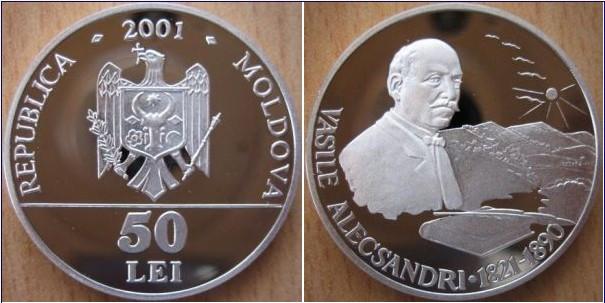 REPUBLICA 2001 MOLDOVA
50
LEI
VASILE ALECSANDRI · 1821-1890